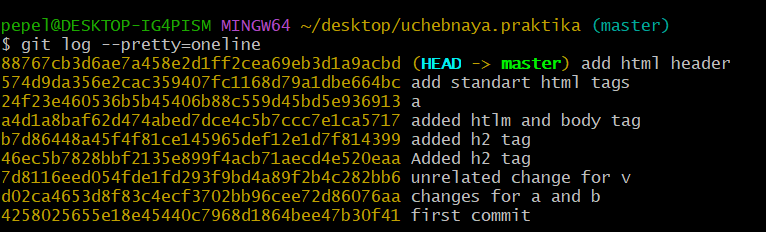 pepel@DESKTOP-IG4PISM MINGW64 ~/desktop/uchebnaya.praktika (master)
$ git log --pretty=oneline
88767cb3d6ae7a458e2d1ff2cea69eb3d1a9acbd (HEAD -> master) add html header
574d9da356e2cac359407fc1168d79a1dbe664bc add standart html tags
24f23e460536b5b45406b88c559d45bd5e936913 a
a4d1a8baf62d474abed7dce4c5b7ccc7e1ca5717 added htlm and body tag
b7d86448a45f4f81ce145965def12e1d7f814399 added h2 tag
46ec5b7828bbf2135e899f4acb71aecd4e520eaa Added h2 tag
7d8116eed054fde1fd293f9bd4a89f2b4c282bb6 unrelated change for v
d02ca4653d8f83c4ecf3702bb96cee72d86076aa changes for a and b
4258025655e18e45440c7968d1864bee47b30f41 first commit